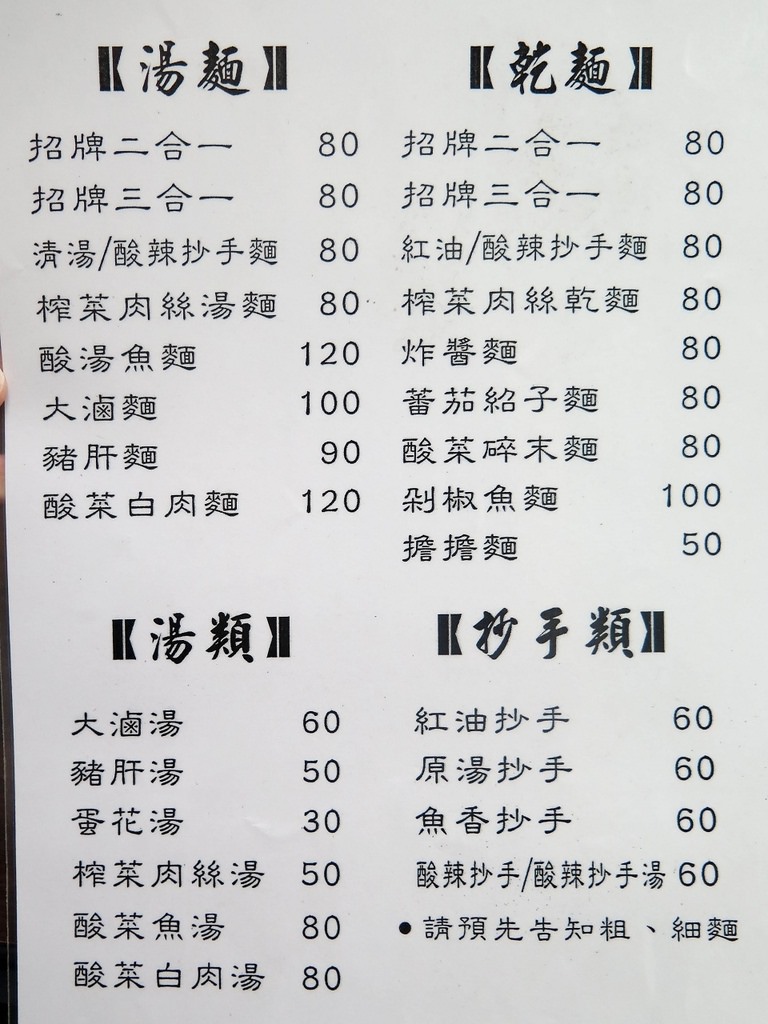 【湯麵】
招牌二合一 80
招牌三合一 80
清湯/酸辣抄手麵 80
榨菜肉絲湯麵 80
酸湯魚麵 120
大滷麵 100
豬肝麵 90
酸菜白肉麵 120
【乾麵】
招牌二合一 80
招牌三合一 80
紅油/酸辣抄手麵 80
榨菜肉絲乾麵 80
炸醬麵 80
蕃茄紹子麵 80
酸菜碎末麵 80
剁椒魚麵 100
擔擔麵 50
【湯類】
大滷湯 60
豬肝湯 50
蛋花湯 30
榨菜肉絲湯 50
酸菜魚湯 80
酸菜白肉湯 80
【抄手類】
紅油抄手 60
原湯抄手 60
魚香抄手 60
酸辣抄手/酸辣抄手湯 60
•請預先告知粗、細麵